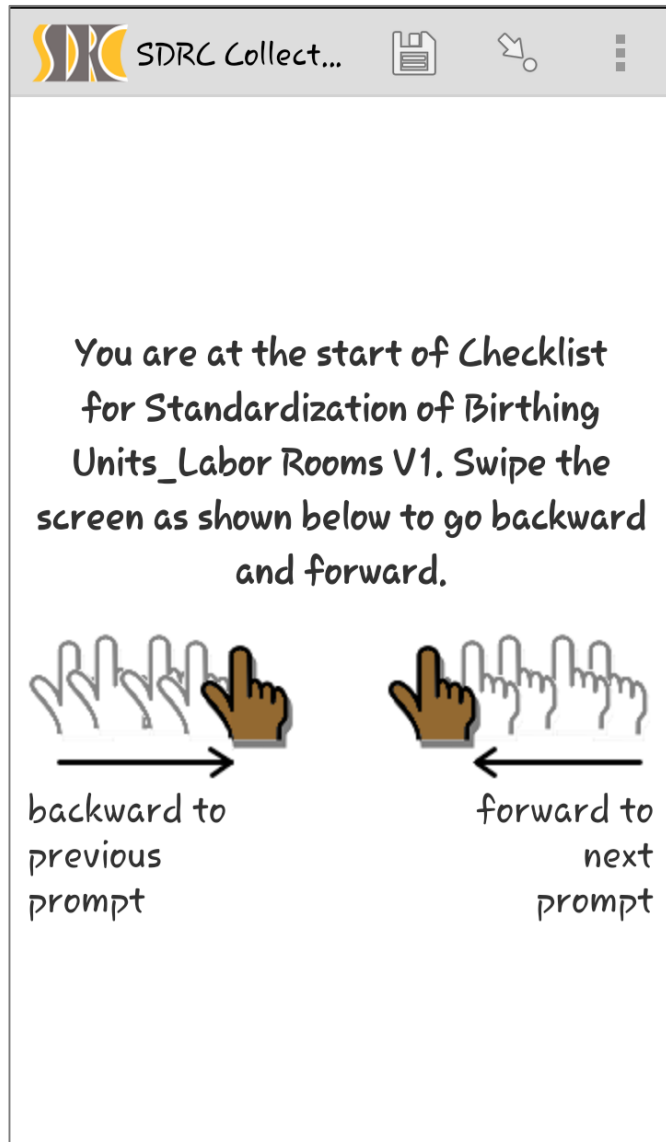 SDRC SDRC Collect...
You are at the start of Checklist
for Standardization of Birthing
Units_Labor Rooms V1. Swipe the
screen as shown below to go backward
and forward.
backward to
previous
prompt
forward to
next
prompt